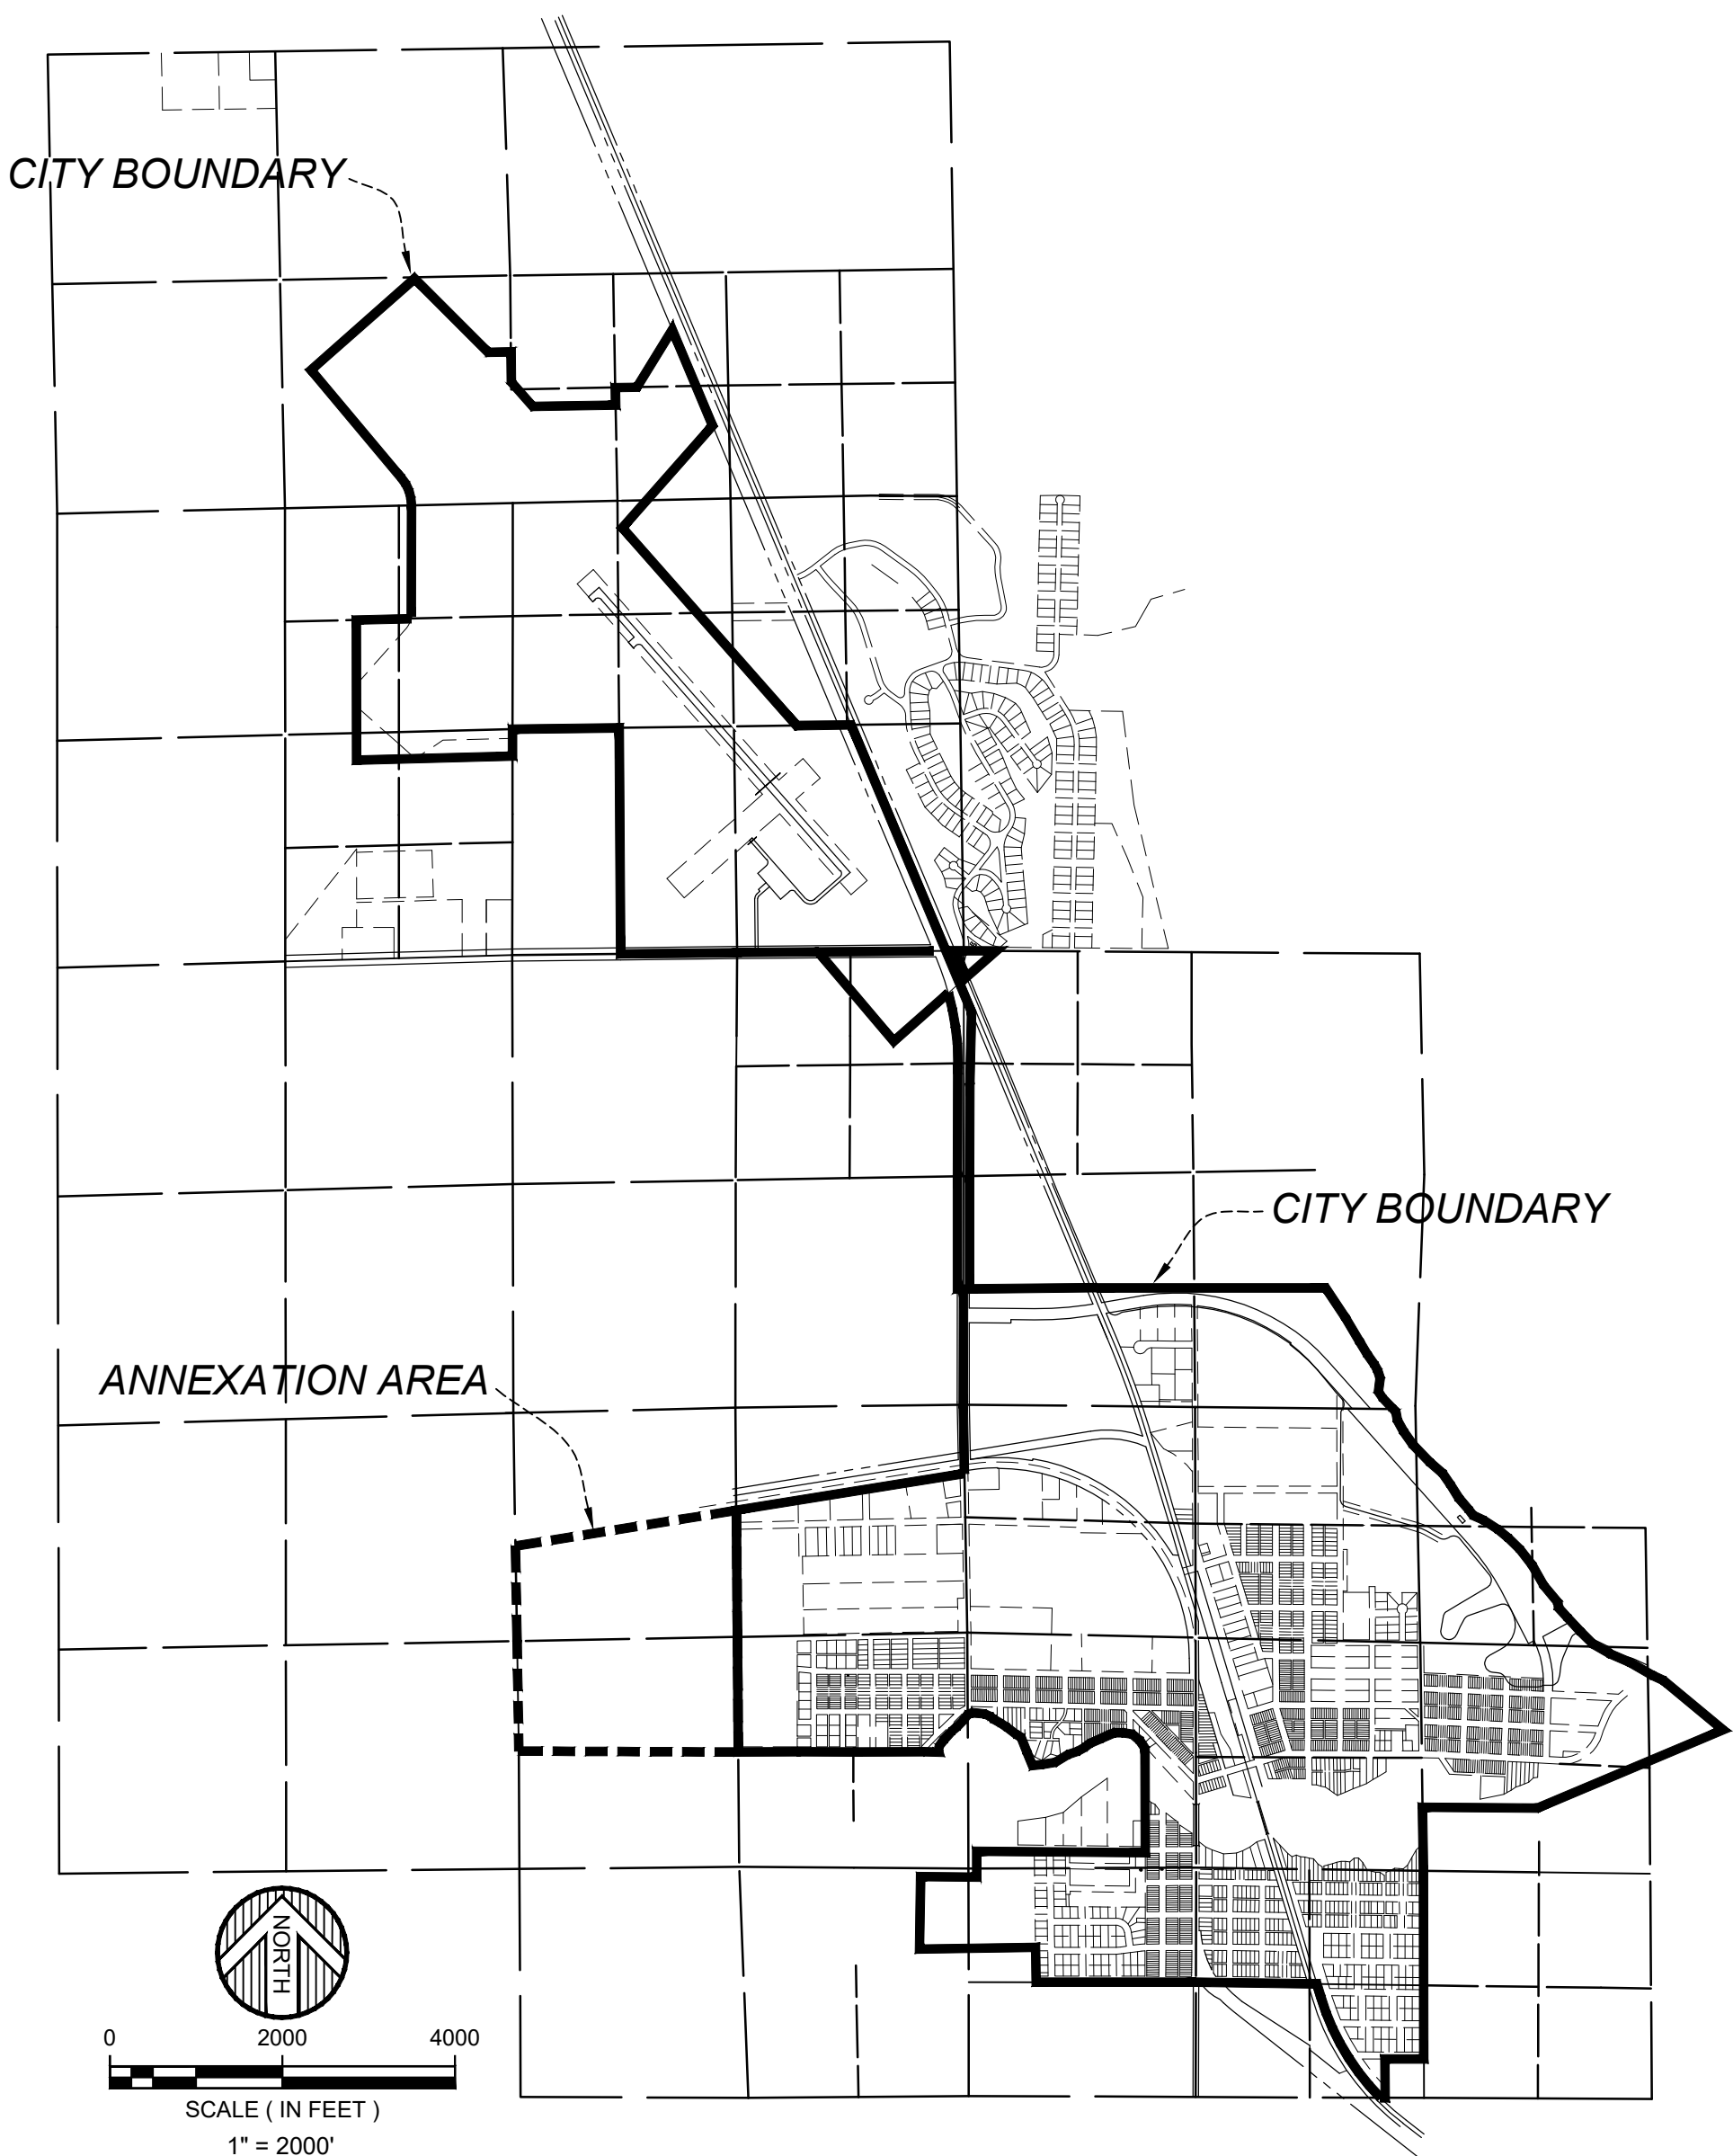 CITY BOUNDARY
CITY BOUNDARY
ANNEXATION AREA
NORTH
0 2000 4000
SCALE ( IN FEET )
1" = 2000'